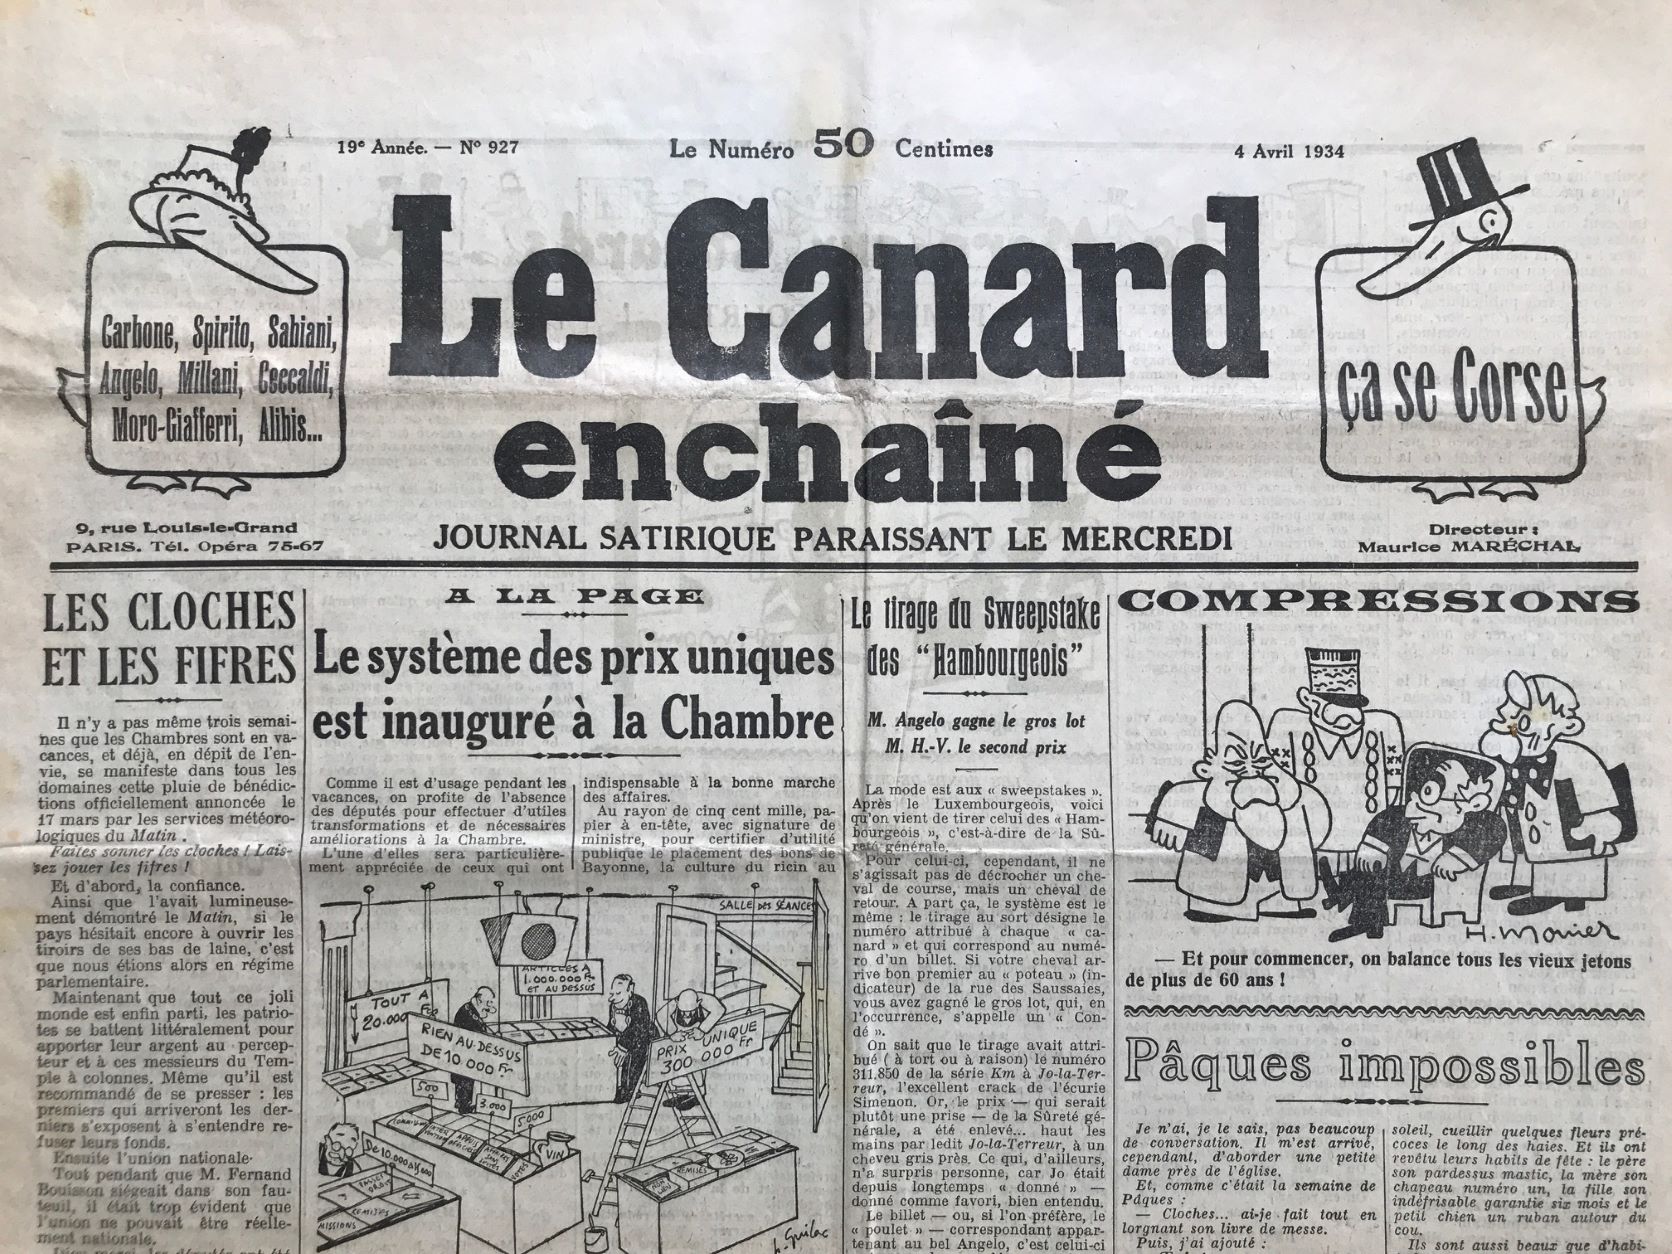 19e Année. — No 927
Le Numéro 50 Centimes
4 Avril 1934
Le Canard
enchaîné
Carbone, Spirito, Sabiani,
Angelo, Millani, Ceccaldi,
Moro-Giafferri, Alibis...
ça se Corse
9, rue Louis-le-Grand
PARIS. Tél. Opéra 75-67
JOURNAL SATIRIQUE PARAISSANT LE MERCREDI
Directeur :
Maurice MARÉCHAL
LES CLOCHES
ET LES FIFRES
Il n'y a pas même trois semai-
nes que les Chambres sont en va-
cances, et déjà, en dépit de l'en-
vie, se manifeste dans tous les
domaines cette pluie de bénédic-
tions officiellement annoncée le
17 mars par les services météoro-
logiques du Matin .
Faites sonner les cloches ! Lais-
sez jouer les fifres !
Et d'abord, la confiance.
Ainsi que l'avait lumineuse-
ment démontré le Matin, si le
pays hésitait encore à ouvrir les
tiroirs de ses bas de laine, c'est
que nous étions alors en régime
parlementaire.
Maintenant que tout ce joli
monde est enfin parti, les patrio-
tes se battent littéralement pour
apporter leur argent au percep-
teur et à ces messieurs du Tem-
ple à colonnes. Même qu'il est
recommandé de se presser : les
premiers qui arriveront les der-
niers s'exposent à s'entendre re-
fuser leurs fonds.
Ensuite l'union nationale.
Tout pendant que M. Fernand
Bouisson siégeait dans son fau-
teuil, il était trop évident que
l'union ne pouvait être réelle-
ment nationale.
A LA PAGE
Le système des prix uniques
est inauguré à la Chambre
Comme il est d'usage pendant les
vacances, on profite de l'absence
des députés pour effectuer d'utiles
transformations et de nécessaires
améliorations à la Chambre.
L'une d'elles sera particulière-
ment appréciée de ceux qui ont
indispensable à la bonne marche
des affaires.
Au rayon de cinq cent mille, pa-
pier à en-tête, avec signature de
ministre, pour certifier d'utilité
publique le placement des bons de
Bayonne, la culture du ricin au
SALLE DES SÉANCES
ARTICLES A
1.000.000 Fr
ET AU DESSUS
TOUT A
20.000 Fr
RIEN AU DESSUS
DE 10.000 Fr
PRIX UNIQUE
300 000 Fr
500
3.000
5000
VIN
De 10.000 à
REMISES
REMISES
MISSIONS
Guilac
Le tirage du Sweepstake
des "Hambourgeois"
M. Angelo gagne le gros lot
M. H.-V. le second prix
La mode est aux « sweepstakes ».
Après le Luxembourgeois, voici
qu'on vient de tirer celui des « Ham-
bourgeois », c'est-à-dire de la Sû-
reté générale.
Pour celui-ci, cependant, il ne
s'agissait pas de décrocher un che-
val de course, mais un cheval de
retour. A part ça, le système est le
même : le tirage au sort désigne le
numéro attribué à chaque « ca-
nard » et qui correspond au numé-
ro d'un billet. Si votre cheval ar-
rive bon premier au « poteau » (in-
dicateur) de la rue des Saussaies,
vous avez gagné le gros lot, qui, en
l'occurrence, s'appelle un « Con-
dé ».
On sait que le tirage avait attri-
bué ( à tort ou à raison) le numéro
311.850 de la série Km à Jo-la-Ter-
reur, l'excellent crack de l'écurie
Simenon. Or, le prix — qui serait
plutôt une prise — de la Sûreté gé-
nérale, a été enlevé... haut les
mains par ledit Jo-la-Terreur, à un
cheveu gris près. Ce qui, d'ailleurs,
n'a surpris personne, car Jo était
depuis longtemps « donné » —
donné comme favori, bien entendu.
Le billet — ou, si l'on préfère, le
« poulet » — correspondant appar-
tenant au bel Angelo, c'est celui-ci
COMPRESSIONS
H. Monier
— Et pour commencer, on balance tous les vieux jetons
de plus de 60 ans !
Pâques impossibles
Je n'ai, je le sais, pas beaucoup
de conversation. Il m'est arrivé,
cependant, d'aborder une petite
dame près de l'église.
Et, comme c'était la semaine de
Pâques :
— Cloches... ai-je fait tout en
lorgnant son livre de messe.
Puis, j'ai ajouté :
soleil, cueillir quelques fleurs pré-
coces le long des haies. Et ils ont
revêtu leurs habits de fête : le père
son pardessus mastic, la mère son
chapeau numéro un, la fille son
indéfrisable garantie six mois et le
petit chien un ruban autour du
cou.
Ils sont aussi beaux que d'habi-